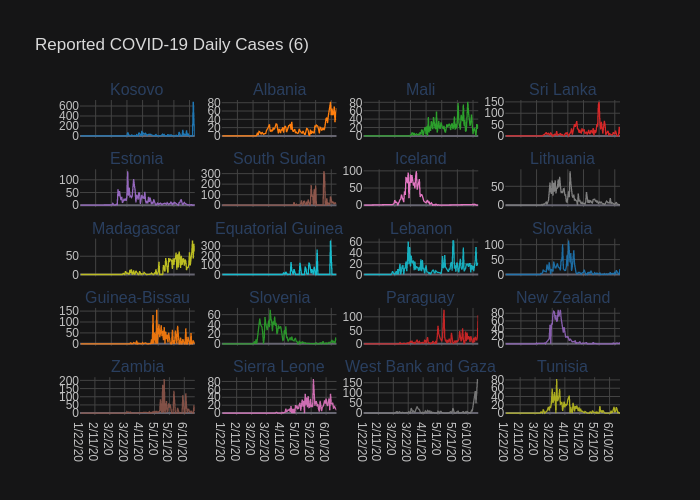 Reported COVID-19 Daily Cases (6)
Kosovo Albania Mali Sri Lanka
600 400 200 0
80 60 40 20 0
80 60 40 20 0
150 100 50 0
Estonia South Sudan Iceland Lithuania
100 50 0
300 200 100 0
100 50 0
50 0
Madagascar Equatorial Guinea Lebanon Slovakia
50 0
300 200 100 0
60 40 20 0
100 50 0
Guinea-Bissau Slovenia Paraguay New Zealand
150 100 50 0
60 40 20 0
100 50 0
80 60 40 20 0
Zambia Sierra Leone West Bank and Gaza Tunisia
200 150 100 50 0
80 60 40 20 0
150 100 50 0
80 60 40 20 0
1/22/20 2/11/20 3/2/20 3/22/20 4/11/20 5/1/20 5/21/20 6/10/20
1/22/20 2/11/20 3/2/20 3/22/20 4/11/20 5/1/20 5/21/20 6/10/20
1/22/20 2/11/20 3/2/20 3/22/20 4/11/20 5/1/20 5/21/20 6/10/20
1/22/20 2/11/20 3/2/20 3/22/20 4/11/20 5/1/20 5/21/20 6/10/20